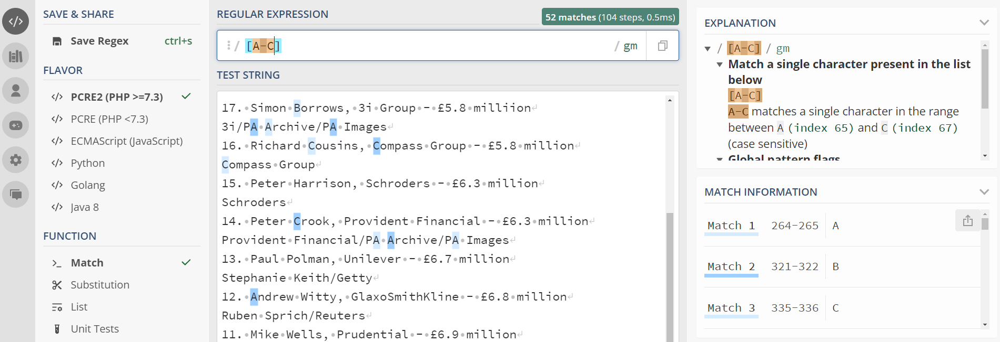 SAVE & SHARE
Save Regex ctrl+s
FLAVOR
</> PCRE2 (PHP >=7.3)
</> PCRE (PHP <7.3)
</> ECMAScript (JavaScript)
</> Python
</> Golang
</> Java 8
FUNCTION
>_ Match
Substitution
List
Unit Tests
REGULAR EXPRESSION
52 matches (104 steps, 0.5ms)
/ [A-C] / gm
TEST STRING
17. Simon Borrows, 3i Group - £5.8 milliion
3i/PA Archive/PA Images
16. Richard Cousins, Compass Group - £5.8 million
Compass Group
15. Peter Harrison, Schroders - £6.3 million
Schroders
14. Peter Crook, Provident Financial - £6.3 million
Provident Financial/PA Archive/PA Images
13. Paul Polman, Unilever - £6.7 million
Stephanie Keith/Getty
12. Andrew Witty, GlaxoSmithKline - £6.8 million
Ruben Sprich/Reuters
11. Mike Wells, Prudential - £6.9 million
EXPLANATION
/ [A-C] / gm
Match a single character present in the list
below
[A-C]
A-C matches a single character in the range
between A (index 65) and C (index 67)
(case sensitive)
Global pattern flags
MATCH INFORMATION
Match 1 264-265 A
Match 2 321-322 B
Match 3 335-336 C